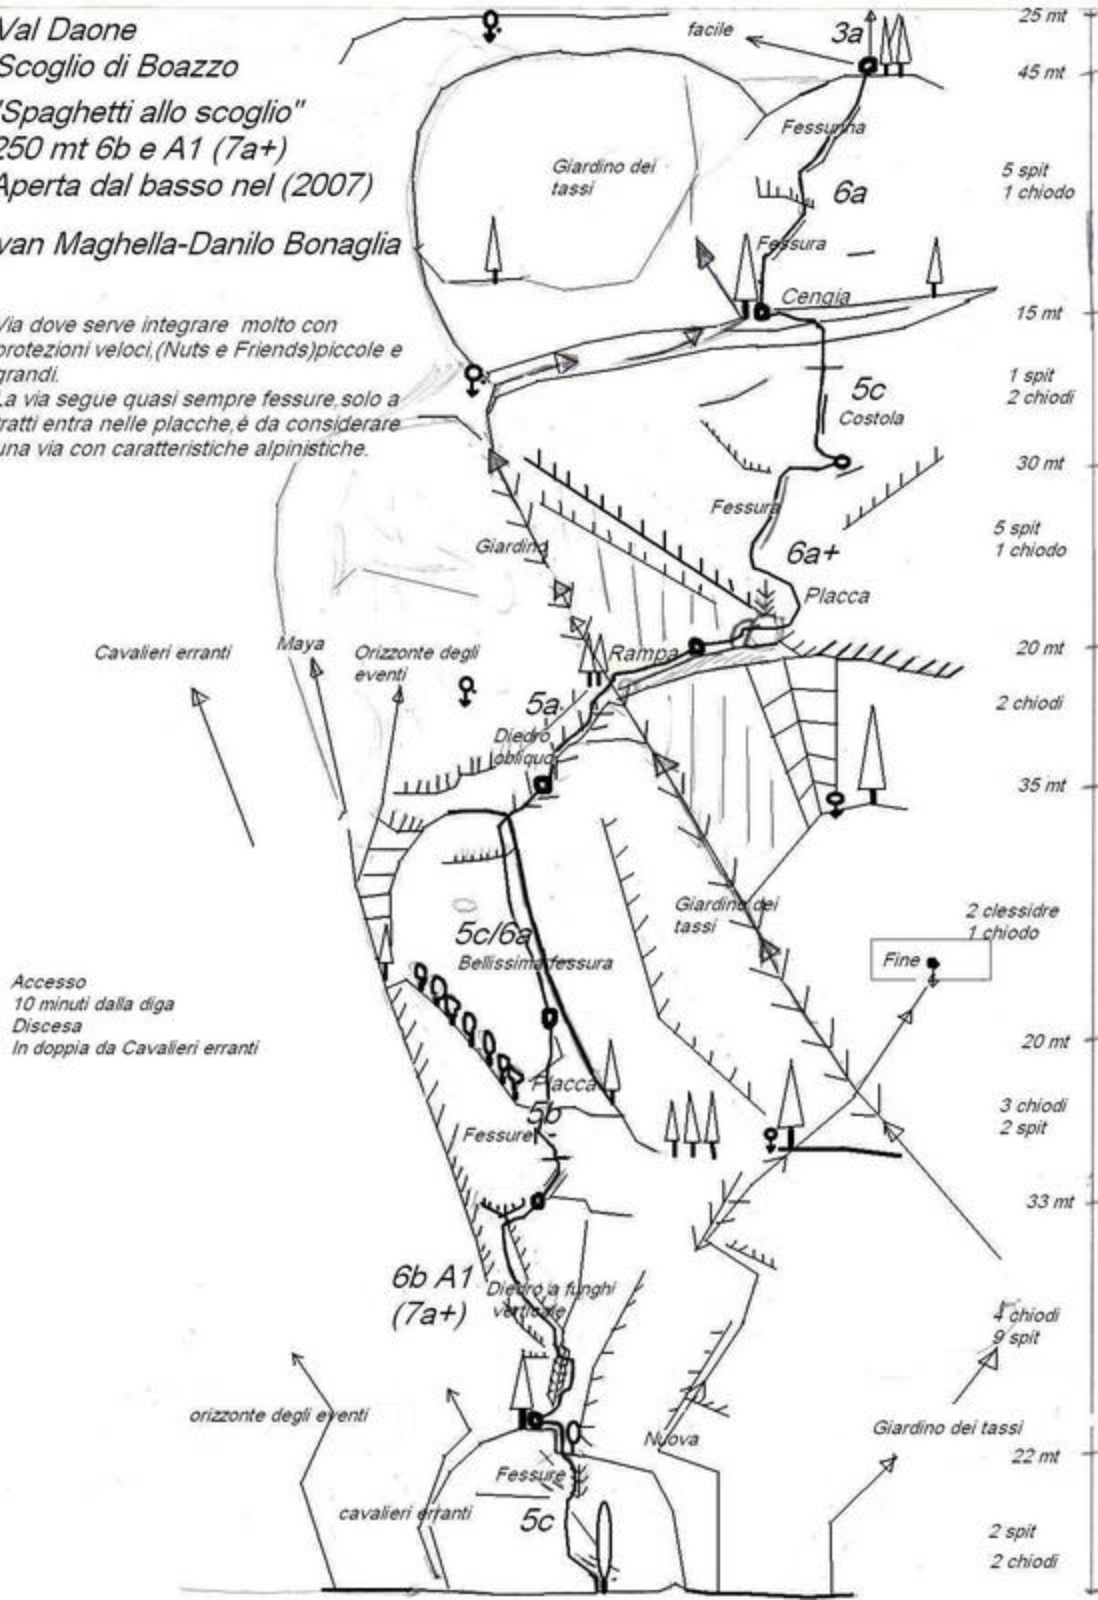 Val Daone
Scoglio di Boazzo
"Spaghetti allo scoglio"
250 mt 6b e A1 (7a+)
Aperta dal basso nel (2007)
van Maghella-Danilo Bonaglia
Via dove serve integrare molto con
protezioni veloci,(Nuts e Friends)piccole e
grandi.
La via segue quasi sempre fessure,solo a
tratti entra nelle placche,è da considerare
una via con caratteristiche alpinistiche.
25 mt
facile
3a
45 mt
Fessurina
Giardino dei
tassi
5 spit
1 chiodo
6a
Fessura
Cengia
15 mt
1 spit
2 chiodi
5c
Costola
30 mt
Fessura
5 spit
1 chiodo
Giardino
6a+
Placca
Cavalieri erranti
Maya
Orizzonte degli
eventi
Rampa
20 mt
5a
2 chiodi
Diedro
obliquo
35 mt
Giardino dei
tassi
2 clessidre
1 chiodo
5c/6a
Bellissima fessura
Fine
Accesso
10 minuti dalla diga
Discesa
In doppia da Cavalieri erranti
20 mt
Placca
5b
3 chiodi
2 spit
Fessure
33 mt
6b A1
(7a+)
Diedro a funghi
verticale
4 chiodi
9 spit
orizzonte degli eventi
Nuova
Giardino dei tassi
22 mt
Fessure
cavalieri erranti
5c
2 spit
2 chiodi